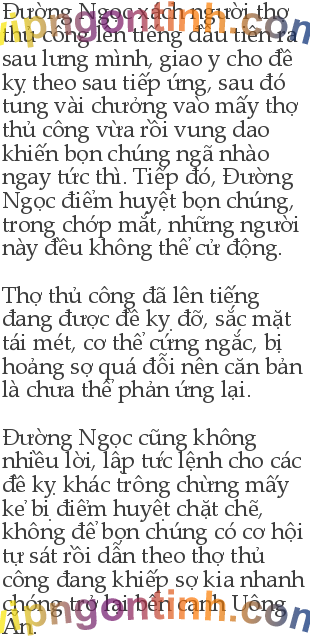 Đường Ngọc xách người thợ
thủ công lên tiếng đầu tiên ra
sau lưng mình, giao y cho đề
kỵ theo sau tiếp ứng, sau đó
tung vài chưởng vào mấy thợ
thủ công vừa rồi vung dao
khiến bọn chúng ngã nhào
ngay tức thì. Tiếp đó, Đường
Ngọc điểm huyệt bọn chúng,
trong chớp mắt, những người
này đều không thể cử động.
Thợ thủ công đã lên tiếng
đang được đề kỵ đỡ, sắc mặt
tái mét, cơ thể cứng ngắc, bị
hoảng sợ quá đỗi nên căn bản
là chưa thể phản ứng lại.
Đường Ngọc cũng không
nhiều lời, lập tức lệnh cho các
đề kỵ khác trông chừng mấy
kẻ bị điểm huyệt chặt chẽ,
không để bọn chúng có cơ hội
tự sát rồi dẫn theo thợ thủ
công đang khiếp sợ kia nhanh
chóng trở lại bên cạnh Uông
Ấn.